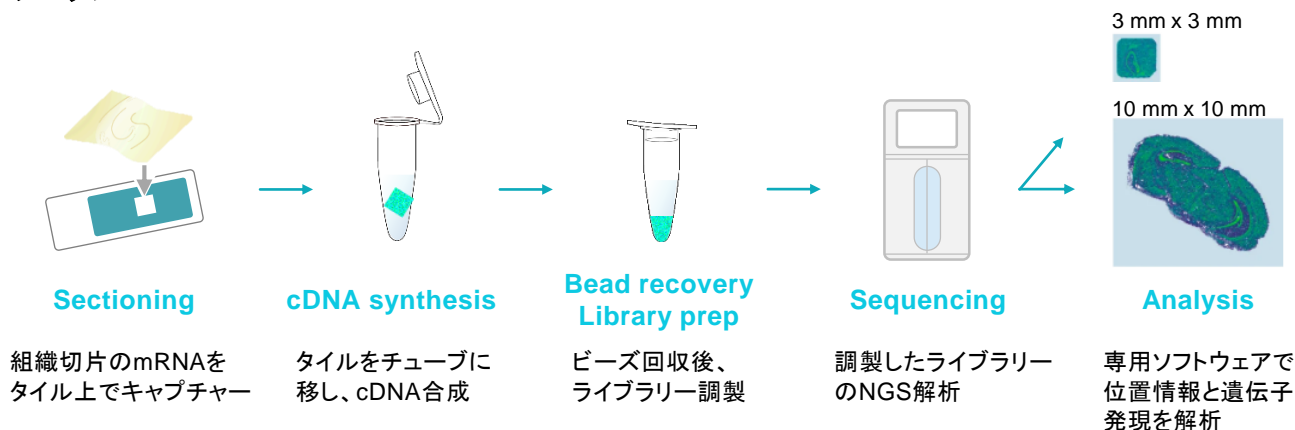 3 mm x 3 mm
10 mm x 10 mm
Sectioning
組織切片のmRNAを
タイル上でキャプチャー
cDNA synthesis
タイルをチューブに
移し、cDNA合成
Bead recovery
Library prep
ビーズ回収後、
ライブラリー調製
Sequencing
調製したライブラリー
のNGS解析
Analysis
専用ソフトウェアで
位置情報と遺伝子
発現を解析